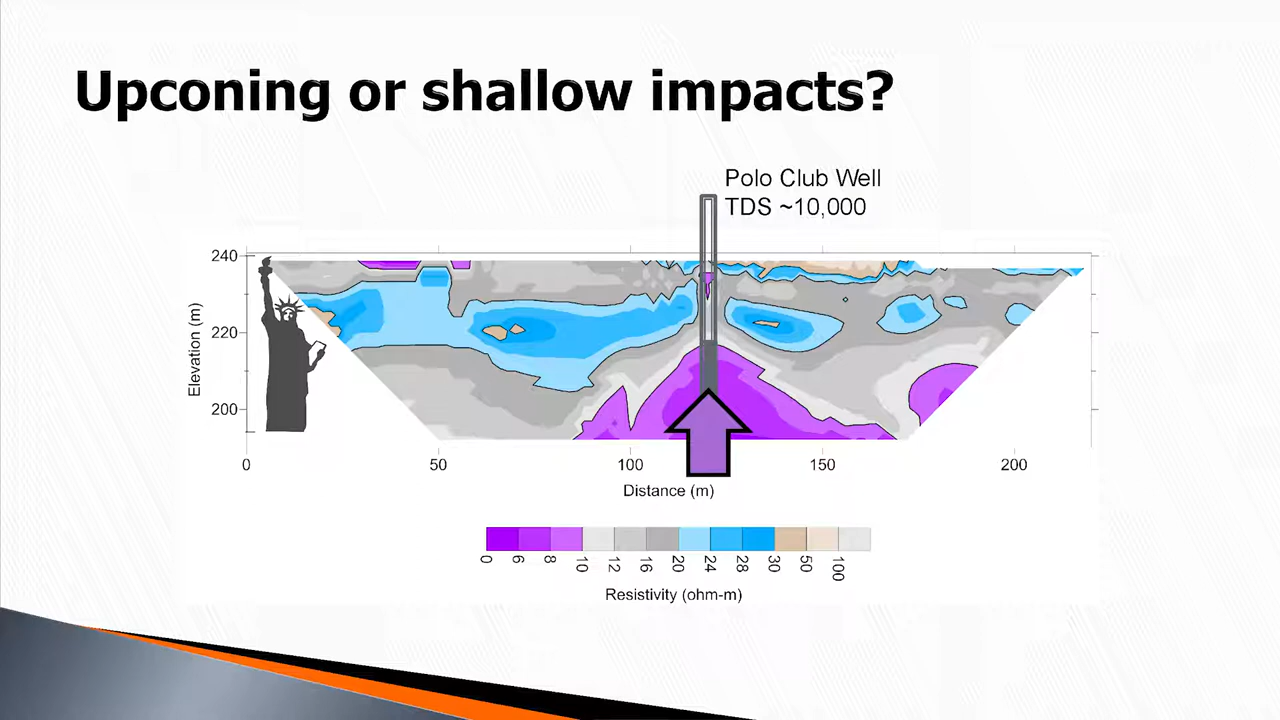 Upconing or shallow impacts?
Polo Club Well
TDS ~10,000
240
220
200
Elevation (m)
0 50 100 150 200
Distance (m)
0 6 8 10 12 16 20 24 28 30 50 100
Resistivity (ohm-m)